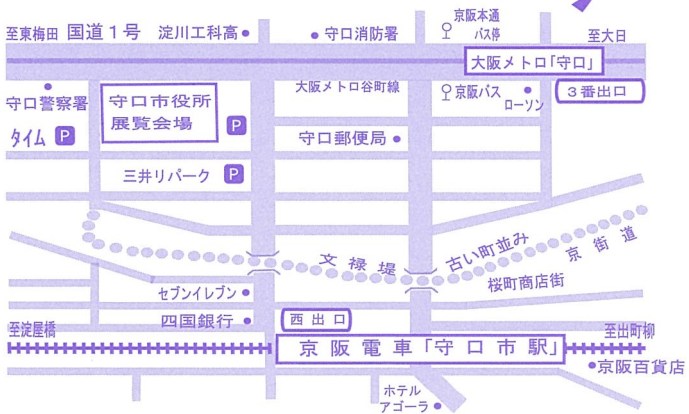 至東梅田
国道1号
淀川工科高
守口消防署
京阪本通
バス停
至大日
大阪メトロ「守口」
守口警察署
守口市役所
展覧会場
P
大阪メトロ谷町線
京阪バス
ローソン
3番出口
タイム P
守口郵便局
三井リパーク P
文禄堤
古い町並み
京街道
桜町商店街
セブンイレブン
四国銀行
西出口
至淀屋橋
京阪電車「守口市駅」
至出町柳
京阪百貨店
ホテル
アゴーラ